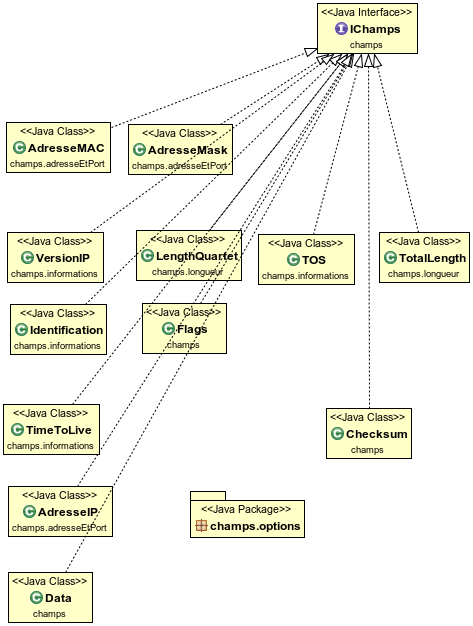 <<Java Interface>>
IChamps
champs
<<Java Class>>
AdresseMAC
champs.adresseEtPort
<<Java Class>>
AdresseMask
champs.adresseEtPort
<<Java Class>>
VersionIP
champs.informations
<<Java Class>>
LengthQuartet
champs.longueur
<<Java Class>>
TOS
champs.informations
<<Java Class>>
TotalLength
champs.longueur
<<Java Class>>
Identification
champs.informations
<<Java Class>>
Flags
champs
<<Java Class>>
TimeToLive
champs.informations
<<Java Class>>
Checksum
champs
<<Java Class>>
AdresseIP
champs.adresseEtPort
<<Java Package>>
champs.options
<<Java Class>>
Data
champs